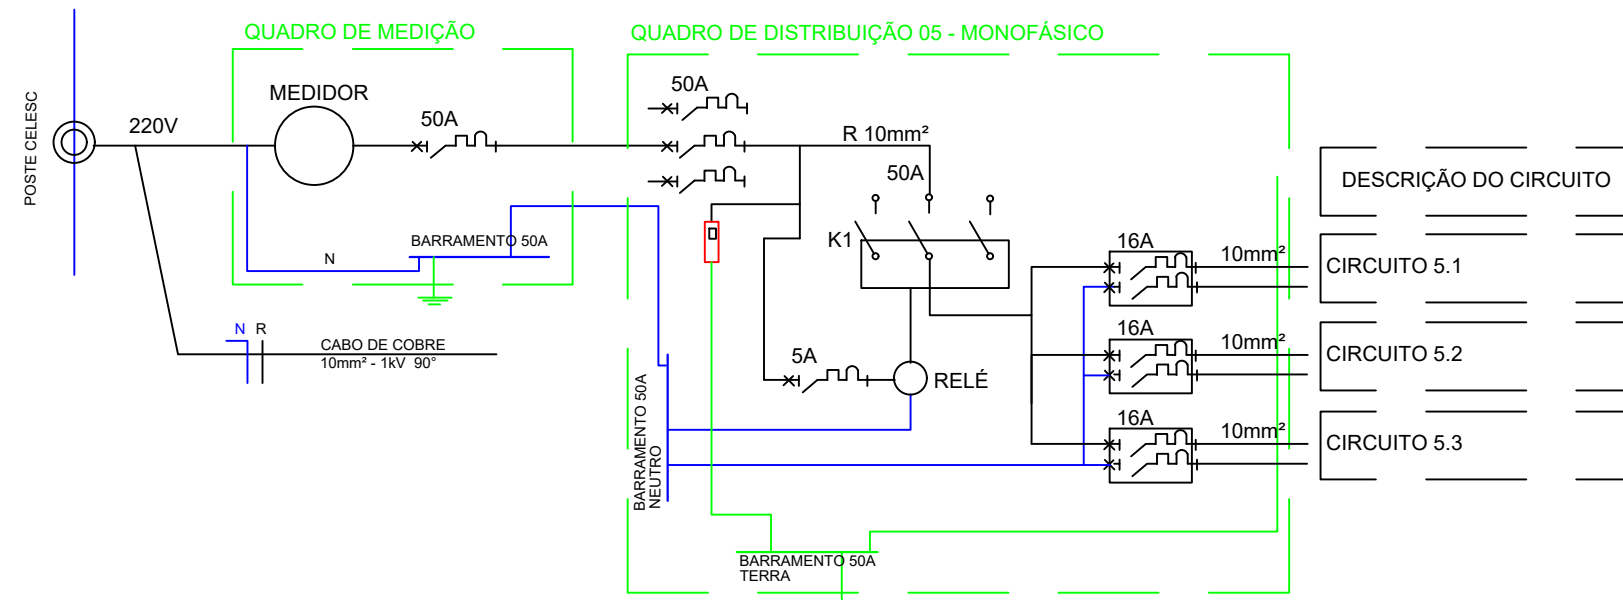 QUADRO DE MEDIÇÃO
QUADRO DE DISTRIBUIÇÃO 05 - MONOFÁSICO
POSTE CELESC
220V
MEDIDOR
50A
50A
R 10mm²
50A
K1
N
BARRAMENTO 50A
N R
CABO DE COBRE
10mm² - 1kV 90°
5A
RELÉ
BARRAMENTO 50A
NEUTRO
BARRAMENTO 50A
TERRA
16A
10mm²
16A
10mm²
16A
10mm²
DESCRIÇÃO DO CIRCUITO
CIRCUITO 5.1
CIRCUITO 5.2
CIRCUITO 5.3